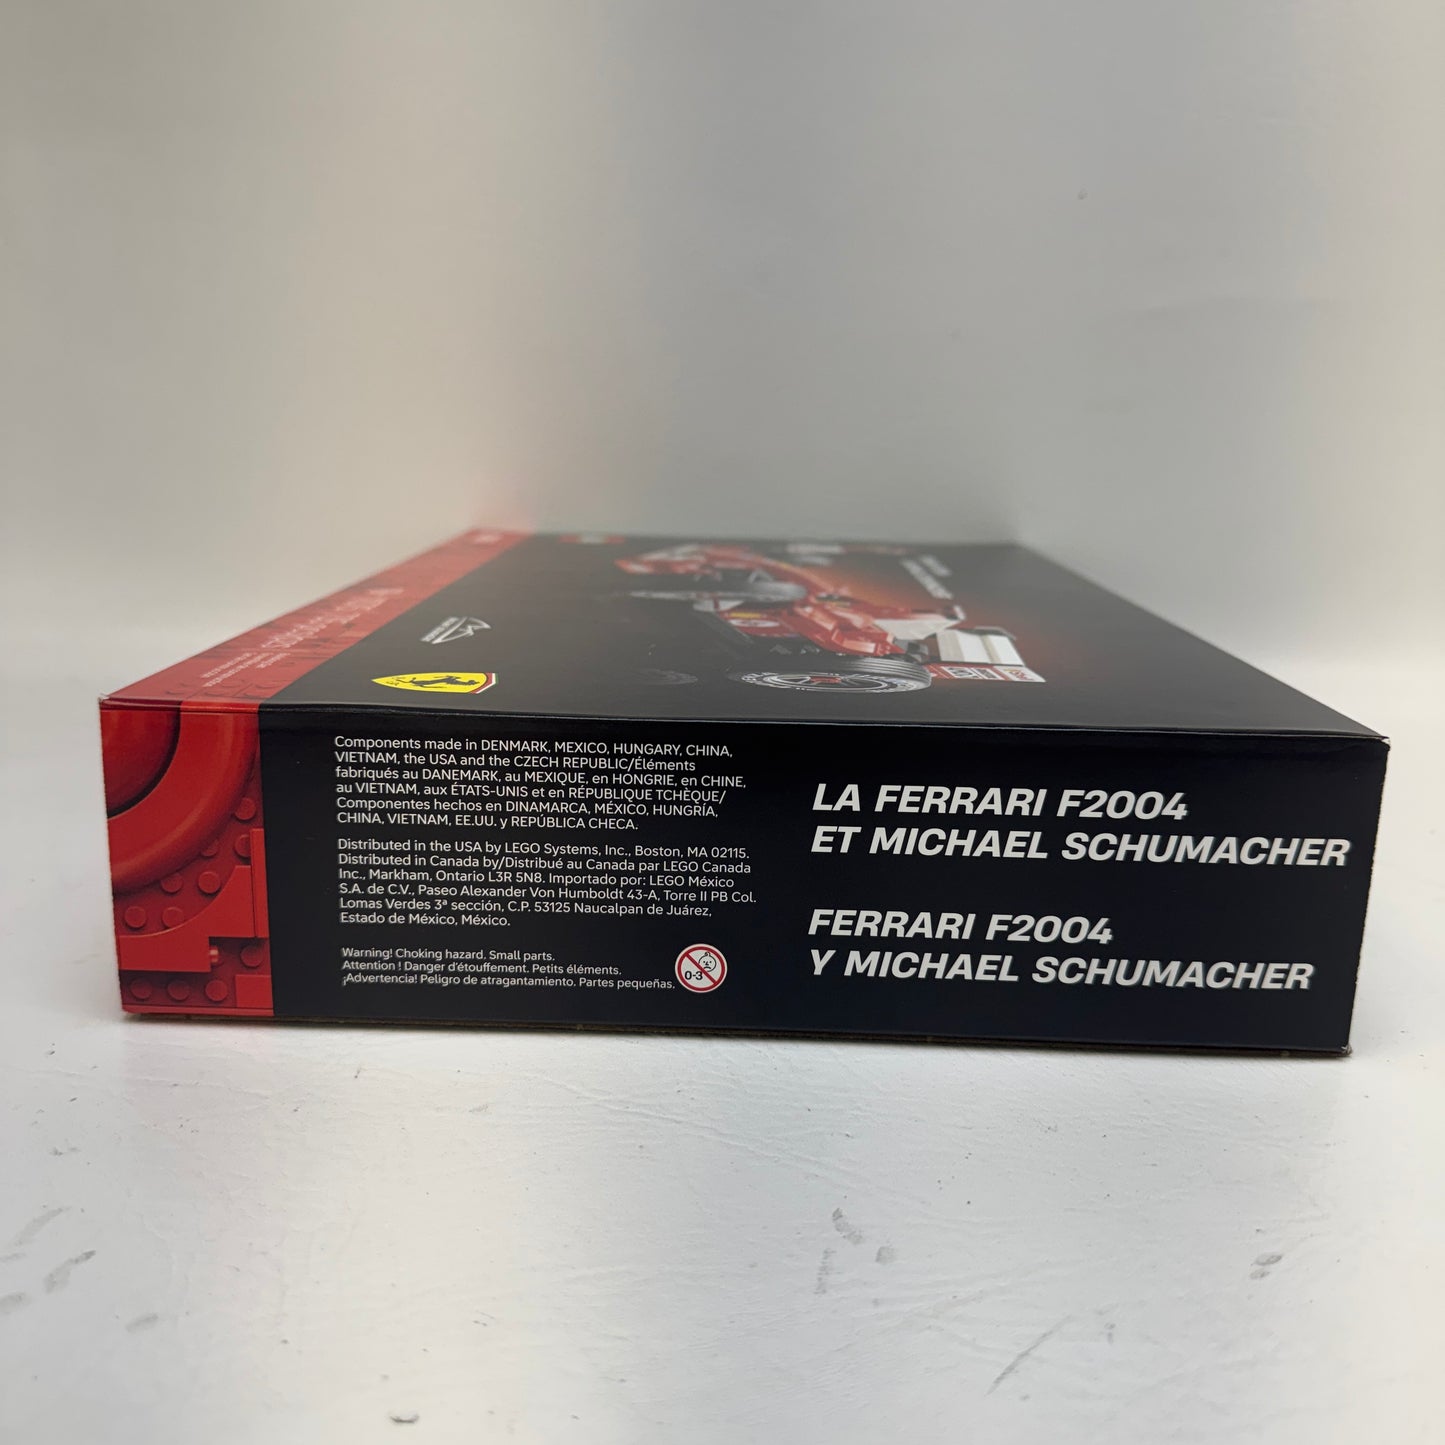 Components made in DENMARK, MEXICO, HUNGARY, CHINA,
VIETNAM, the USA and the CZECH REPUBLIC/Éléments
fabriqués au DANEMARK, au MEXIQUE, en HONGRIE, en CHINE,
au VIETNAM, aux ÉTATS-UNIS et en RÉPUBLIQUE TCHÈQUE/
Componentes hechos en DINAMARCA, MÉXICO, HUNGRÍA,
CHINA, VIETNAM, EE.UU. y REPÚBLICA CHECA.
Distributed in the USA by LEGO Systems, Inc., Boston, MA 02115.
Distributed in Canada by/Distribué au Canada par LEGO Canada
Inc., Markham, Ontario L3R 5N8. Importado por: LEGO México
S.A. de C.V., Paseo Alexander Von Humboldt 43-A, Torre II PB Col.
Lomas Verdes 3ª sección, C.P. 53125 Naucalpan de Juárez,
Estado de México, México.
Warning! Choking hazard. Small parts.
Attention ! Danger d'étouffement. Petits éléments.
¡Advertencia! Peligro de atragantamiento. Partes pequeñas.
0-3
LA FERRARI F2004
ET MICHAEL SCHUMACHER
FERRARI F2004
Y MICHAEL SCHUMACHER